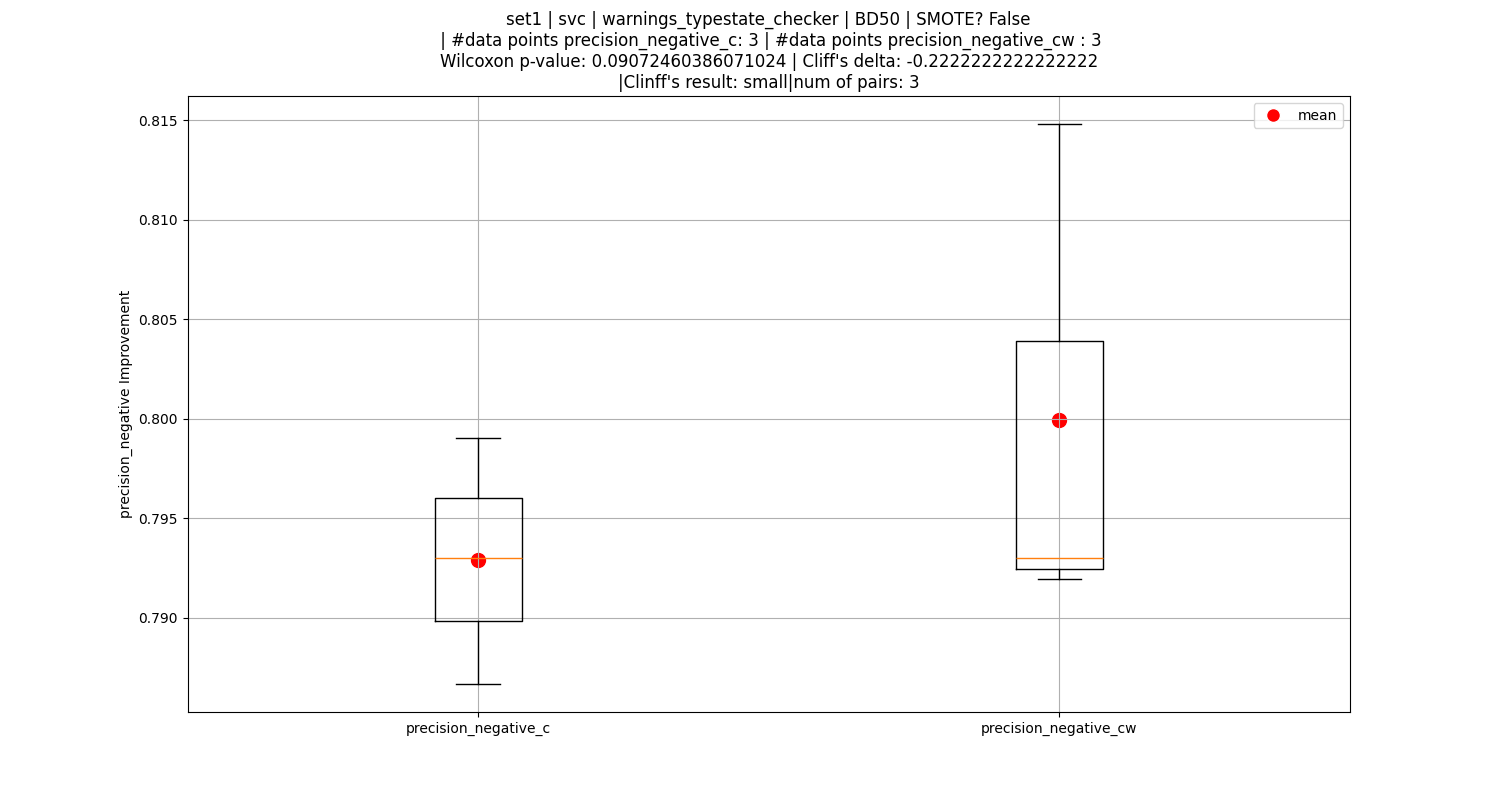 set1 | svc | warnings_typestate_checker | BD50 | SMOTE? False
| #data points precision_negative_c: 3 | #data points precision_negative_cw : 3
Wilcoxon p-value: 0.09072460386071024 | Cliff's delta: -0.2222222222222222
|Clinff's result: small|num of pairs: 3
mean
0.815
0.810
0.805
0.800
0.795
0.790
precision_negative Improvement
precision_negative_c
precision_negative_cw